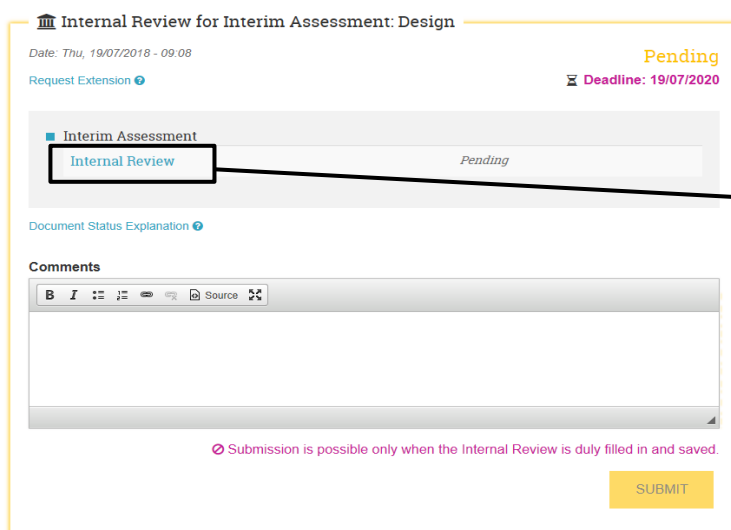 Internal Review for Interim Assessment: Design
Date: Thu, 19/07/2018 - 09:08
Pending
Request Extension
Deadline: 19/07/2020
Interim Assessment
Internal Review
Pending
Document Status Explanation
Comments
B I Source
Submission is possible only when the Internal Review is duly filled in and saved.
SUBMIT